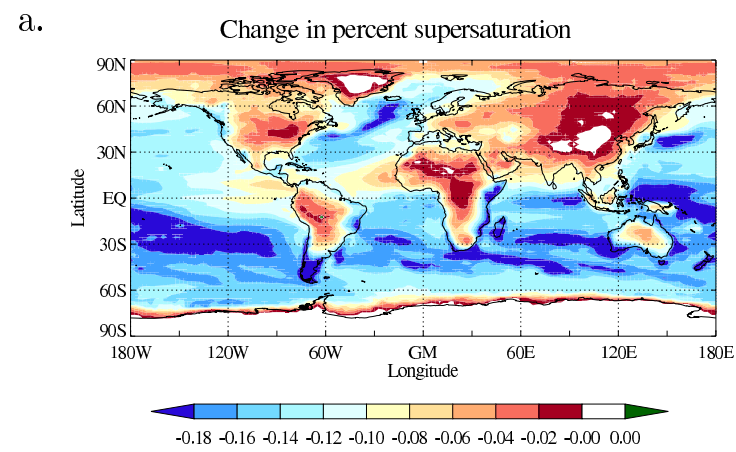 a.
Change in percent supersaturation
90N
60N
30N
EQ
30S
60S
90S
Latitude
180W 120W 60W GM 60E 120E 180E
Longitude
-0.18 -0.16 -0.14 -0.12 -0.10 -0.08 -0.06 -0.04 -0.02 -0.00 0.00